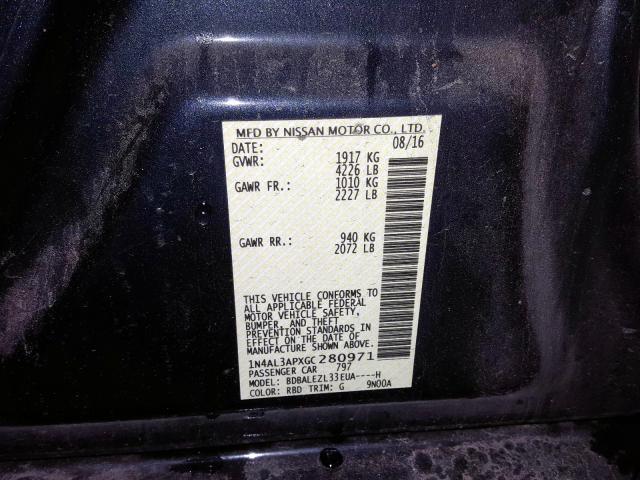 MFD BY NISSAN MOTOR CO., LTD.
DATE: 08/16
GVWR: 1917 KG
4226 LB
GAWR FR.: 1010 KG
2227 LB
GAWR RR.: 940 KG
2072 LB
THIS VEHICLE CONFORMS TO
ALL APPLICABLE FEDERAL
MOTOR VEHICLE SAFETY,
BUMPER, AND THEFT
PREVENTION STANDARDS IN
EFFECT ON THE DATE OF
MANUFACTURE SHOWN ABOVE.
1N4AL3APXGC280971
PASSENGER CAR 797
MODEL: BDBALEZL33EUA----H
COLOR: RBD TRIM: G 9N00A